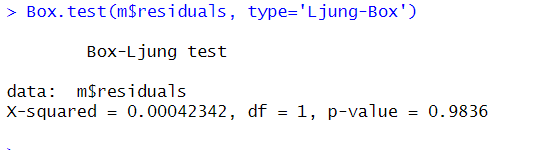 > Box.test(m$residuals, type='Ljung-Box')
Box-Ljung test
data:  m$residuals
X-squared = 0.00042342, df = 1, p-value = 0.9836